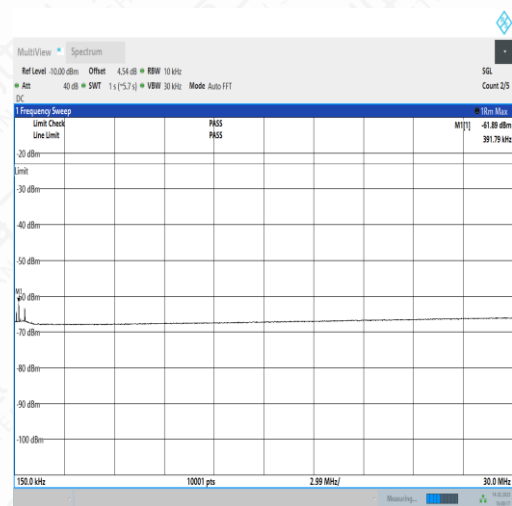 MultiView Spectrum
Ref Level -10.00 dBm Offset 4.54 dB RBW 10 kHz SGL
Att 40 dB SWT 1 s (~5.7 s) VBW 30 kHz Mode Auto FFT Count 2/5
DC
1 Frequency Sweep 1Rm Max
Limit Check PASS M1[1] -61.89 dBm
Line Limit PASS 391.79 kHz
-20 dBm
Limit
-30 dBm
-40 dBm
-50 dBm
M1
-60 dBm
-70 dBm
-80 dBm
-90 dBm
-100 dBm
150.0 kHz 10001 pts 2.99 MHz/ 30.0 MHz
Measuring...